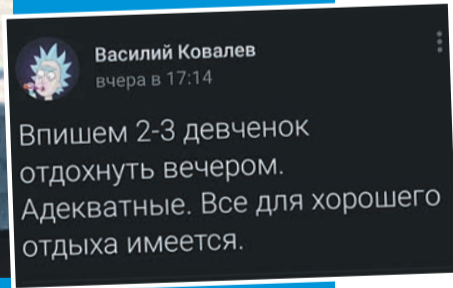 Василий Ковалев
вчера в 17:14
Впишем 2-3 девченок
отдохнуть вечером.
Адекватные. Все для хорошего
отдыха имеется.